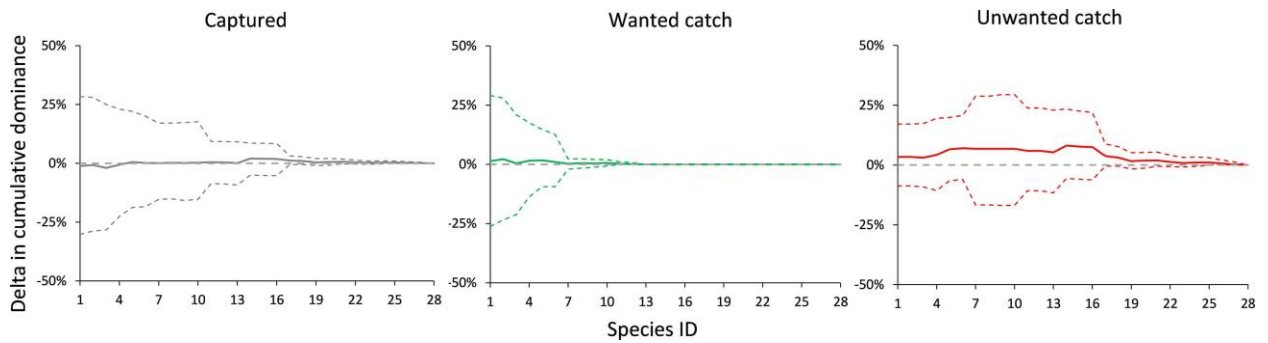 Captured
Wanted catch
Unwanted catch
Delta in cumulative dominance
50%
25%
0%
-25%
-50%
1 4 7 10 13 16 19 22 25 28
50%
25%
0%
-25%
-50%
1 4 7 10 13 16 19 22 25 28
50%
25%
0%
-25%
-50%
1 4 7 10 13 16 19 22 25 28
Species ID